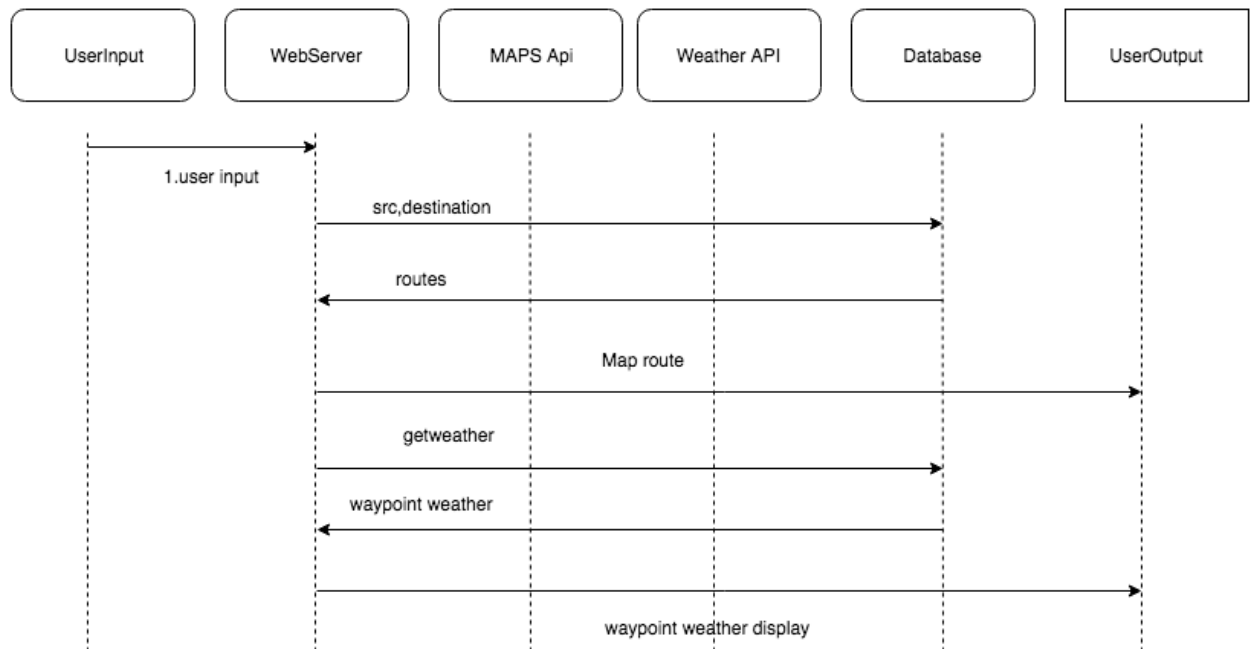 UserInput
WebServer
MAPS Api
Weather API
Database
UserOutput
1.user input
src,destination
routes
Map route
getweather
waypoint weather
waypoint weather display